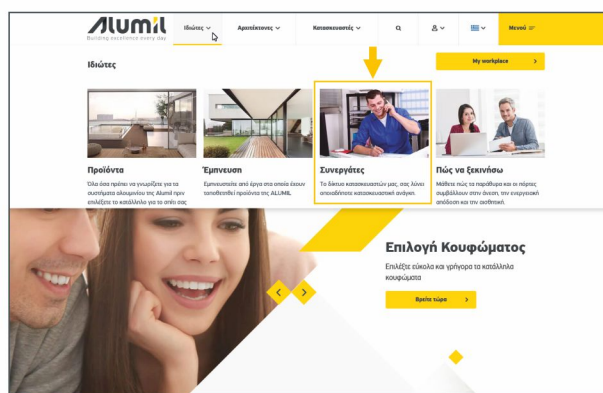 ALUMIL
Building excellence every day
Ιδιώτες
Αρχιτέκτονες
Κατασκευαστές
Μενού
Ιδιώτες
My workplace
Προϊόντα
Όλα όσα πρέπει να γνωρίζετε για τα
συστήματα αλουμινίου της Alumil πριν
επιλέξετε το κατάλληλο για το σπίτι σας
Έμπνευση
Εμπνευστείτε από έργα στα οποία έχουν
τοποθετηθεί προϊόντα της ALUMIL
Συνεργάτες
Το δίκτυο κατασκευαστών μας, σας λύνει
οποιαδήποτε κατασκευαστική ανάγκη.
Πώς να ξεκινήσω
Μάθετε πώς τα παράθυρα και οι πόρτες
συμβάλλουν στην άνεση, την ενεργειακή
απόδοση και την αισθητική.
Επιλογή Κουφώματος
Επιλέξτε εύκολα και γρήγορα τα κατάλληλα
κουφώματα
Βρείτε τώρα